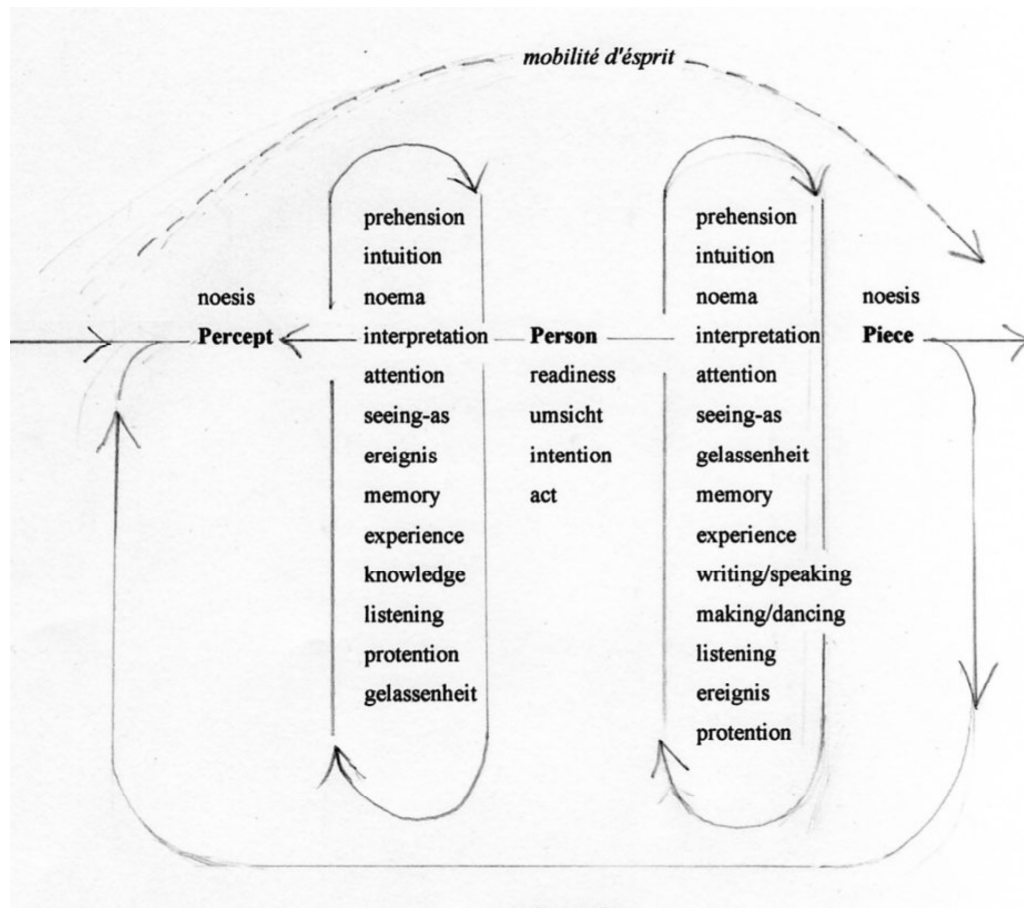 mobilité d'ésprit
noesis
Percept
prehension
intuition
noema
interpretation
attention
seeing-as
ereignis
memory
experience
knowledge
listening
protention
gelassenheit
Person
readiness
umsicht
intention
act
prehension
intuition
noema
interpretation
attention
seeing-as
gelassenheit
memory
experience
writing/speaking
making/dancing
listening
ereignis
protention
noesis
Piece